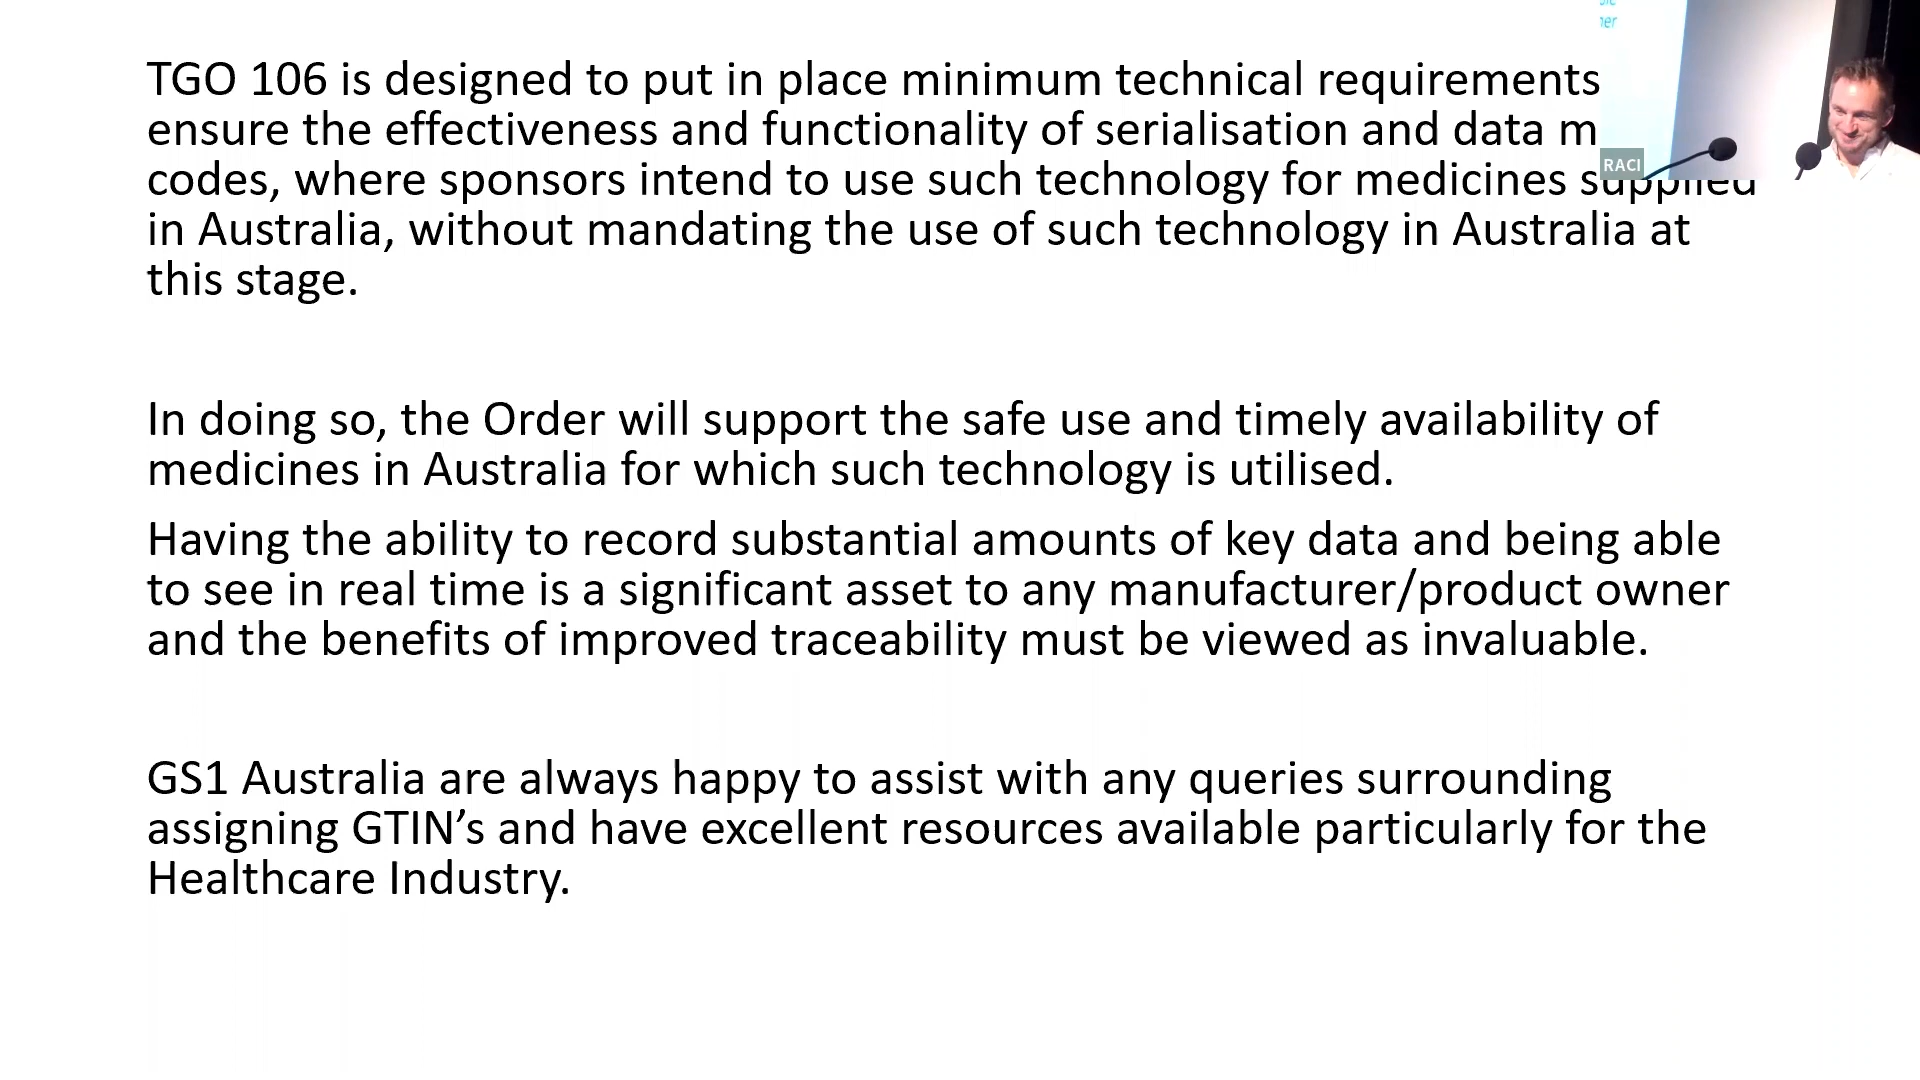 TGO 106 is designed to put in place minimum technical requirements
ensure the effectiveness and functionality of serialisation and data m
codes, where sponsors intend to use such technology for medicines supplied
in Australia, without mandating the use of such technology in Australia at
this stage.
In doing so, the Order will support the safe use and timely availability of
medicines in Australia for which such technology is utilised.
Having the ability to record substantial amounts of key data and being able
to see in real time is a significant asset to any manufacturer/product owner
and the benefits of improved traceability must be viewed as invaluable.
GS1 Australia are always happy to assist with any queries surrounding
assigning GTIN’s and have excellent resources available particularly for the
Healthcare Industry.
RACI